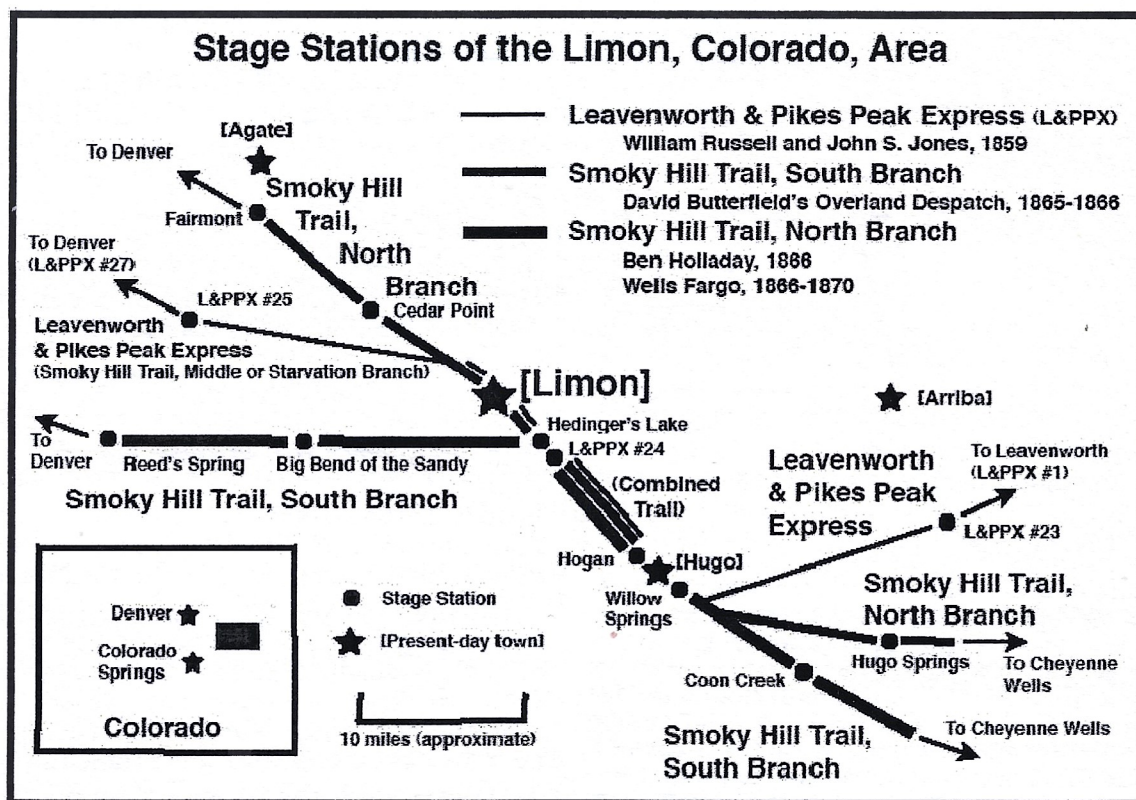 Stage Stations of the Limon, Colorado, Area
Leavenworth & Pikes Peak Express (L&PPX)
William Russell and John S. Jones, 1859
Smoky Hill Trail, South Branch
David Butterfield's Overland Despatch, 1865-1866
Smoky Hill Trail, North Branch
Ben Holladay, 1866
Wells Fargo, 1866-1870
[Agate]
To Denver
Smoky Hill
Trail,
North
Branch
Fairmont
Cedar Point
To Denver
(L&PPX #27)
L&PPX #25
Leavenworth
& Pikes Peak Express
(Smoky Hill Trail, Middle or Starvation Branch)
[Limon]
[Arriba]
Hedinger's Lake
L&PPX #24
To
Denver
Reed's Spring
Big Bend of the Sandy
Smoky Hill Trail, South Branch
(Combined
Trail)
Leavenworth
& Pikes Peak
Express
To Leavenworth
(L&PPX #1)
L&PPX #23
Hogan
[Hugo]
Willow
Springs
Smoky Hill Trail,
North Branch
Hugo Springs
To Cheyenne
Wells
Coon Creek
To Cheyenne Wells
Smoky Hill Trail,
South Branch
Denver
Colorado
Springs
Colorado
Stage Station
[Present-day town]
10 miles (approximate)